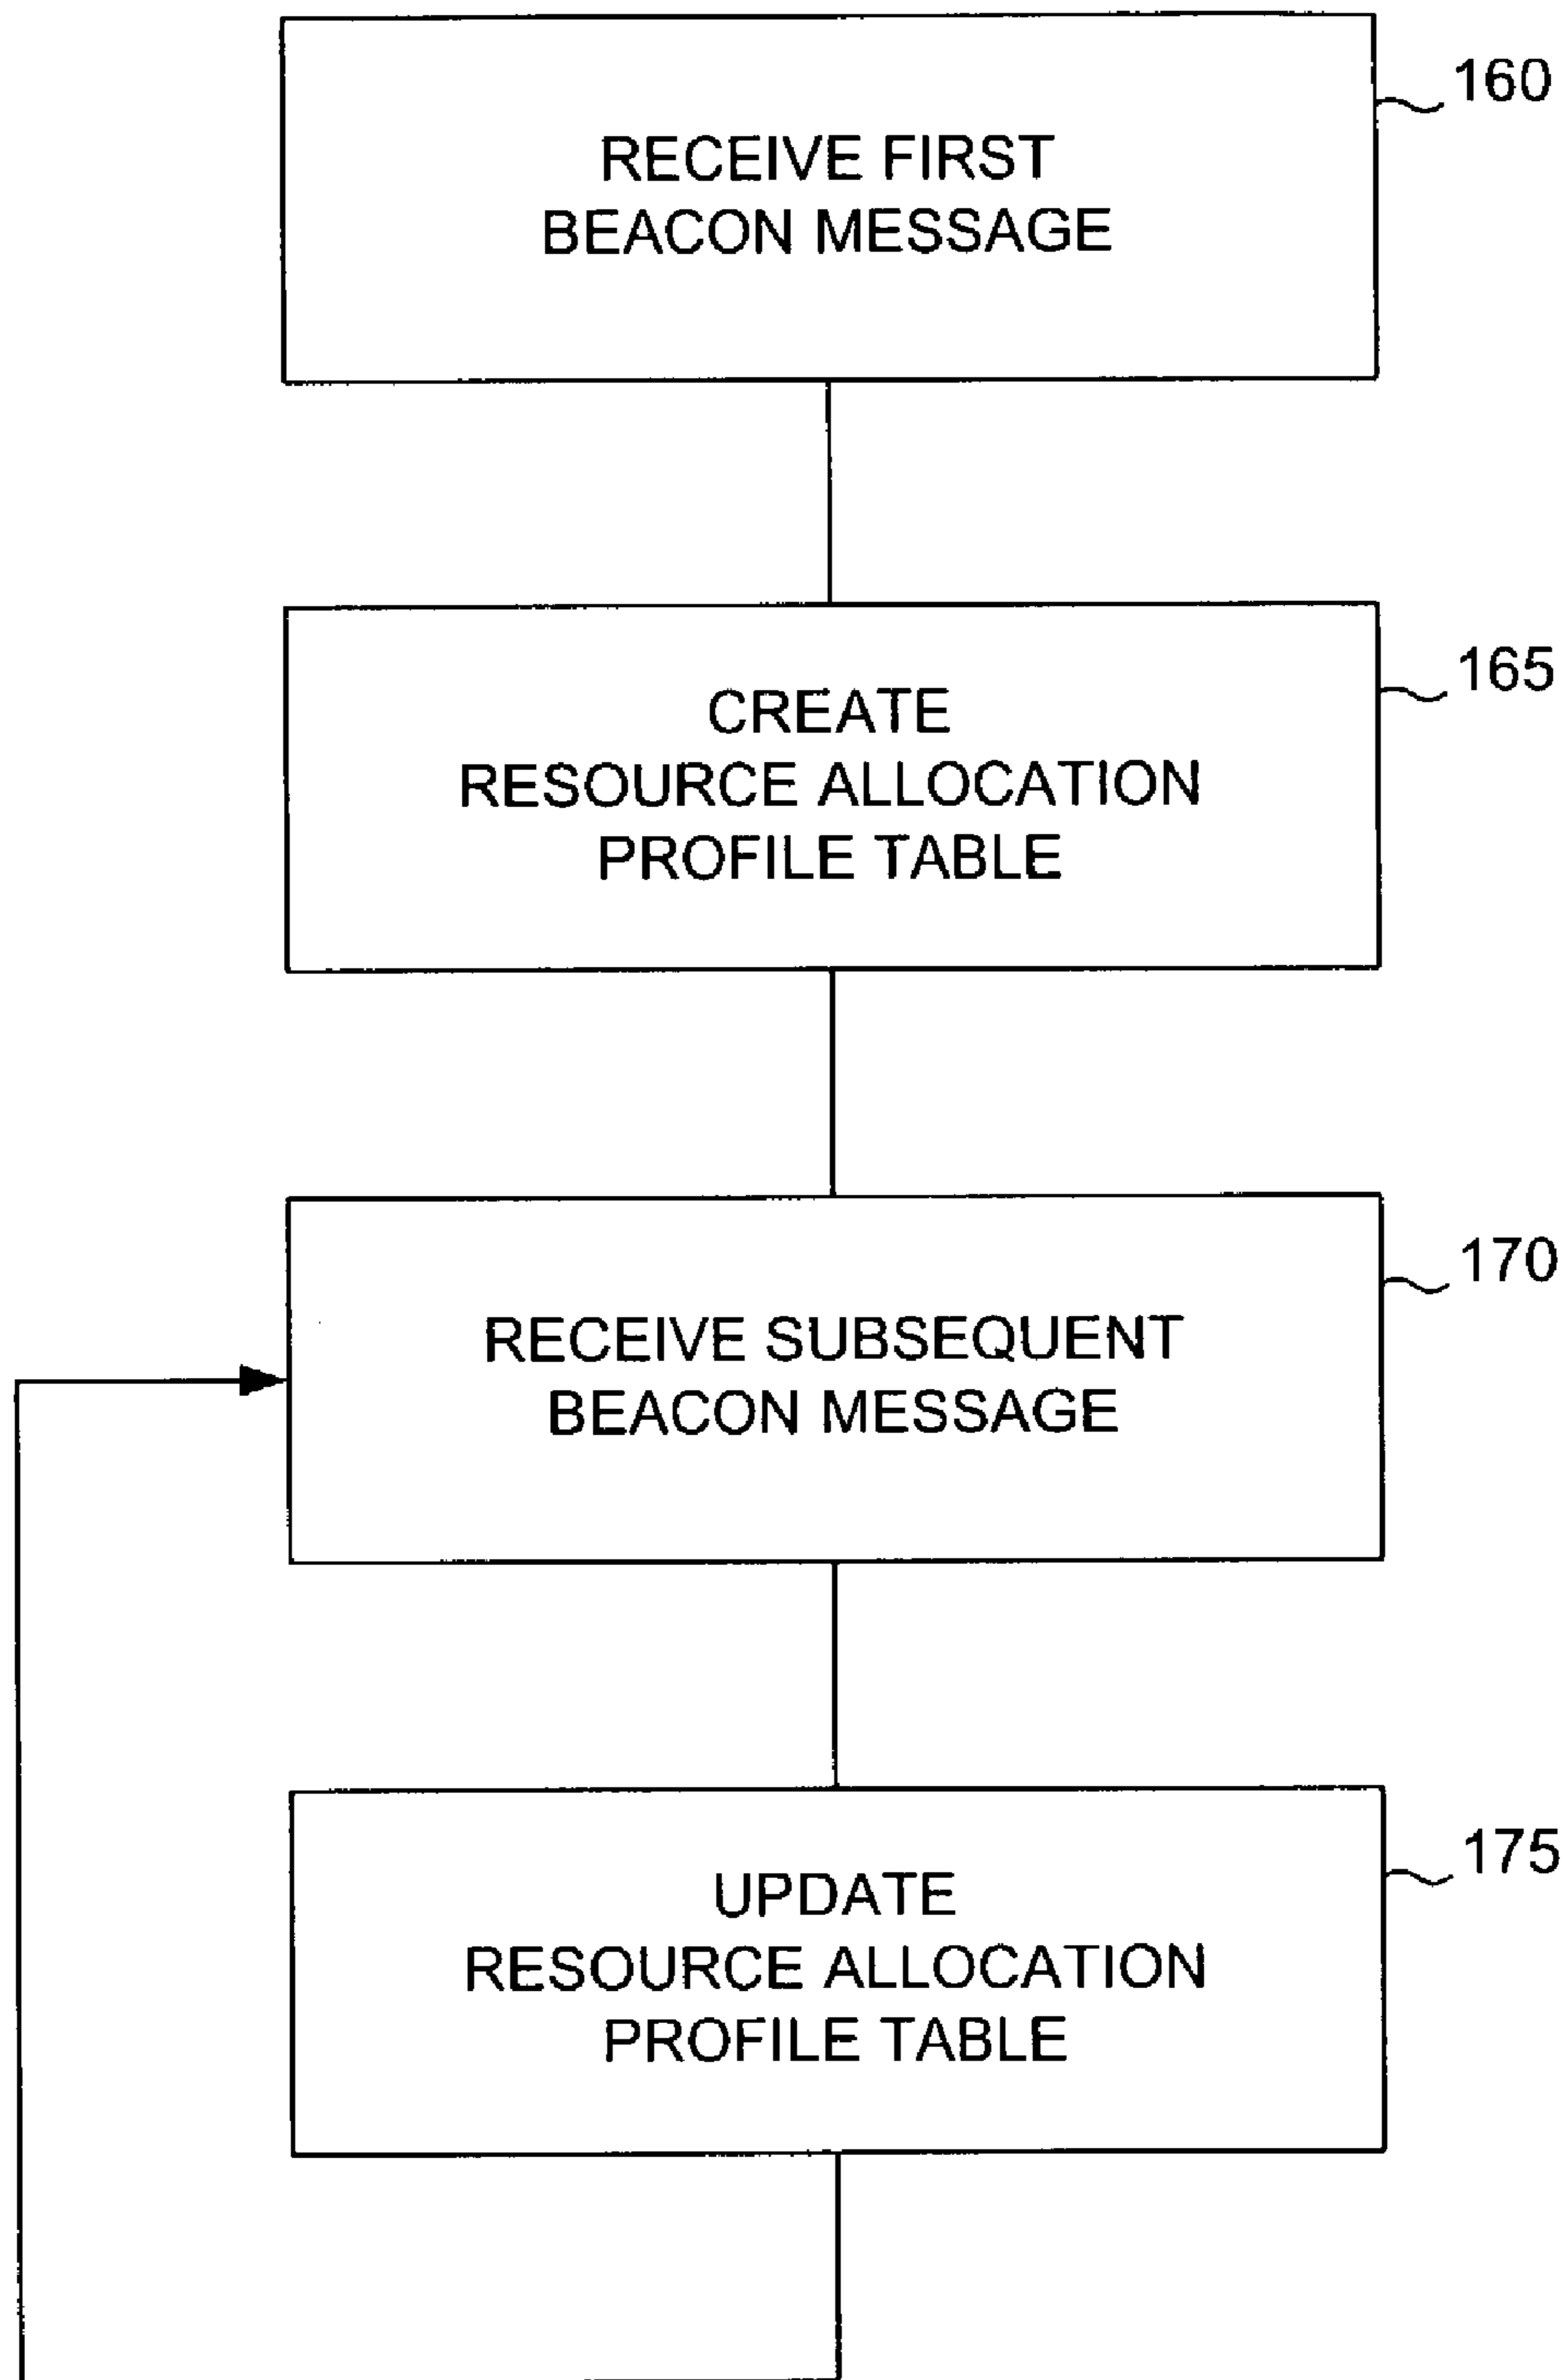 160
RECEIVE FIRST
BEACON MESSAGE
165
CREATE
RESOURCE ALLOCATION
PROFILE TABLE
170
RECEIVE SUBSEQUENT
BEACON MESSAGE
175
UPDATE
RESOURCE ALLOCATION
PROFILE TABLE